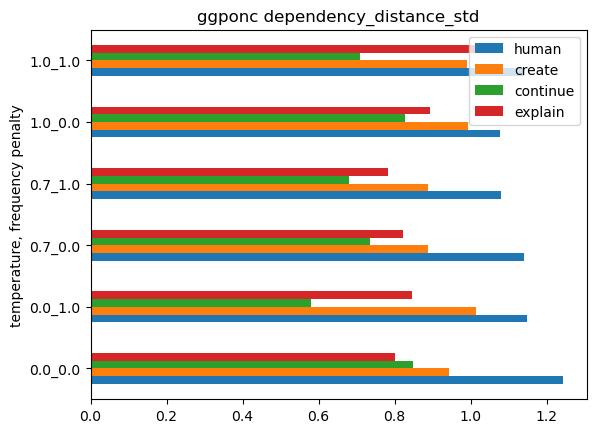 ggponc dependency_distance_std
human
create
continue
explain
temperature, frequency penalty
1.0_1.0
1.0_0.0
0.7_1.0
0.7_0.0
0.0_1.0
0.0_0.0
0.0 0.2 0.4 0.6 0.8 1.0 1.2